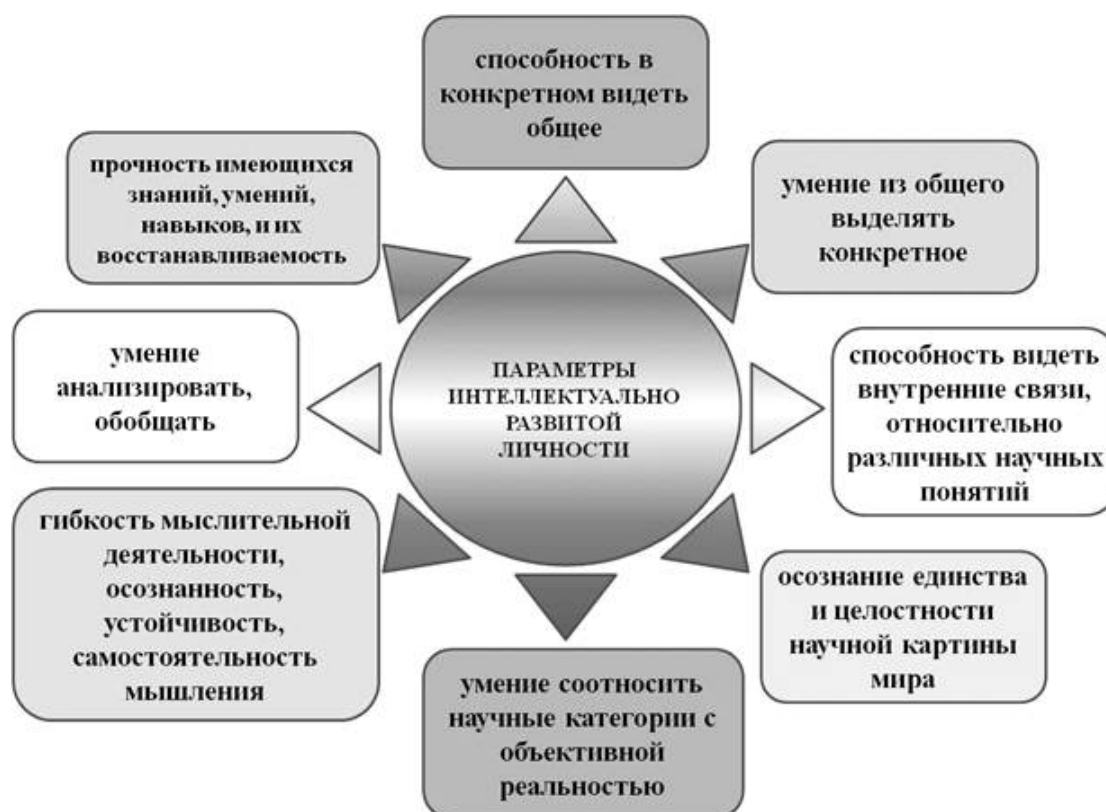 способность в
конкретном видеть
общее
прочность имеющихся
знаний, умений,
навыков, и их
восстанавливаемость
умение из общего
выделять
конкретное
умение
анализировать,
обобщать
ПАРАМЕТРЫ
ИНТЕЛЛЕКТУАЛЬНО
РАЗВИТОЙ
ЛИЧНОСТИ
способность видеть
внутренние связи,
относительно
различных научных
понятий
гибкость мыслительной
деятельности,
осознанность,
устойчивость,
самостоятельность
мышления
осознание единства
и целостности
научной картины
мира
умение соотносить
научные категории с
объективной
реальностью